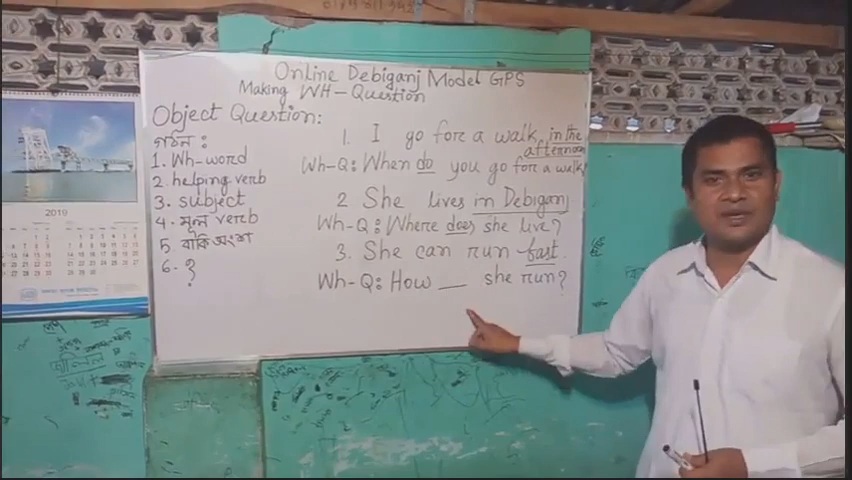 Online Debiganj Model GPS
Making WH-Question
Object Question:
গঠন :
1. Wh-word
2. helping verb
3. subject
4. মূল verb
5. বাকি অংশ
6. ?
1. I go for a walk, in the
afternoon
Wh-Q: When do you go for a walk
2 She lives in Debiganj
Wh-Q: Where does she live?
3. She can run fast.
Wh-Q: How __ she run?
2019